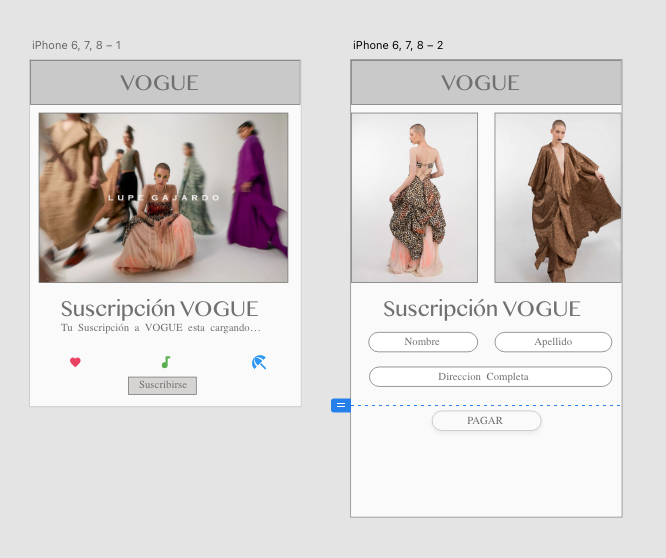 iPhone 6, 7, 8 – 1
VOGUE
LUPE GAJARDO
Suscripción VOGUE
Tu Suscripción a VOGUE esta cargando...
Suscribirse
iPhone 6, 7, 8 – 2
VOGUE
Suscripción VOGUE
Nombre
Apellido
Direccion Completa
PAGAR